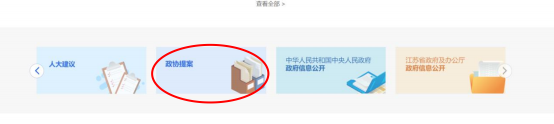 查看全部 >
人大建议
政协提案
中华人民共和国中央人民政府
政府信息公开
江苏省政府及办公厅
政府信息公开